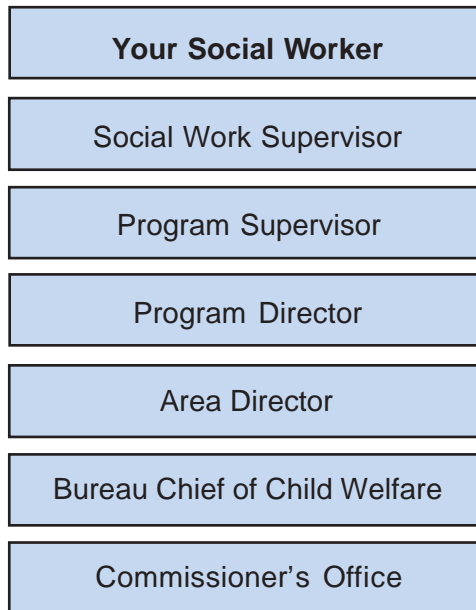 Your Social Worker
Social Work Supervisor
Program Supervisor
Program Director
Area Director
Bureau Chief of Child Welfare
Commissioner’s Office